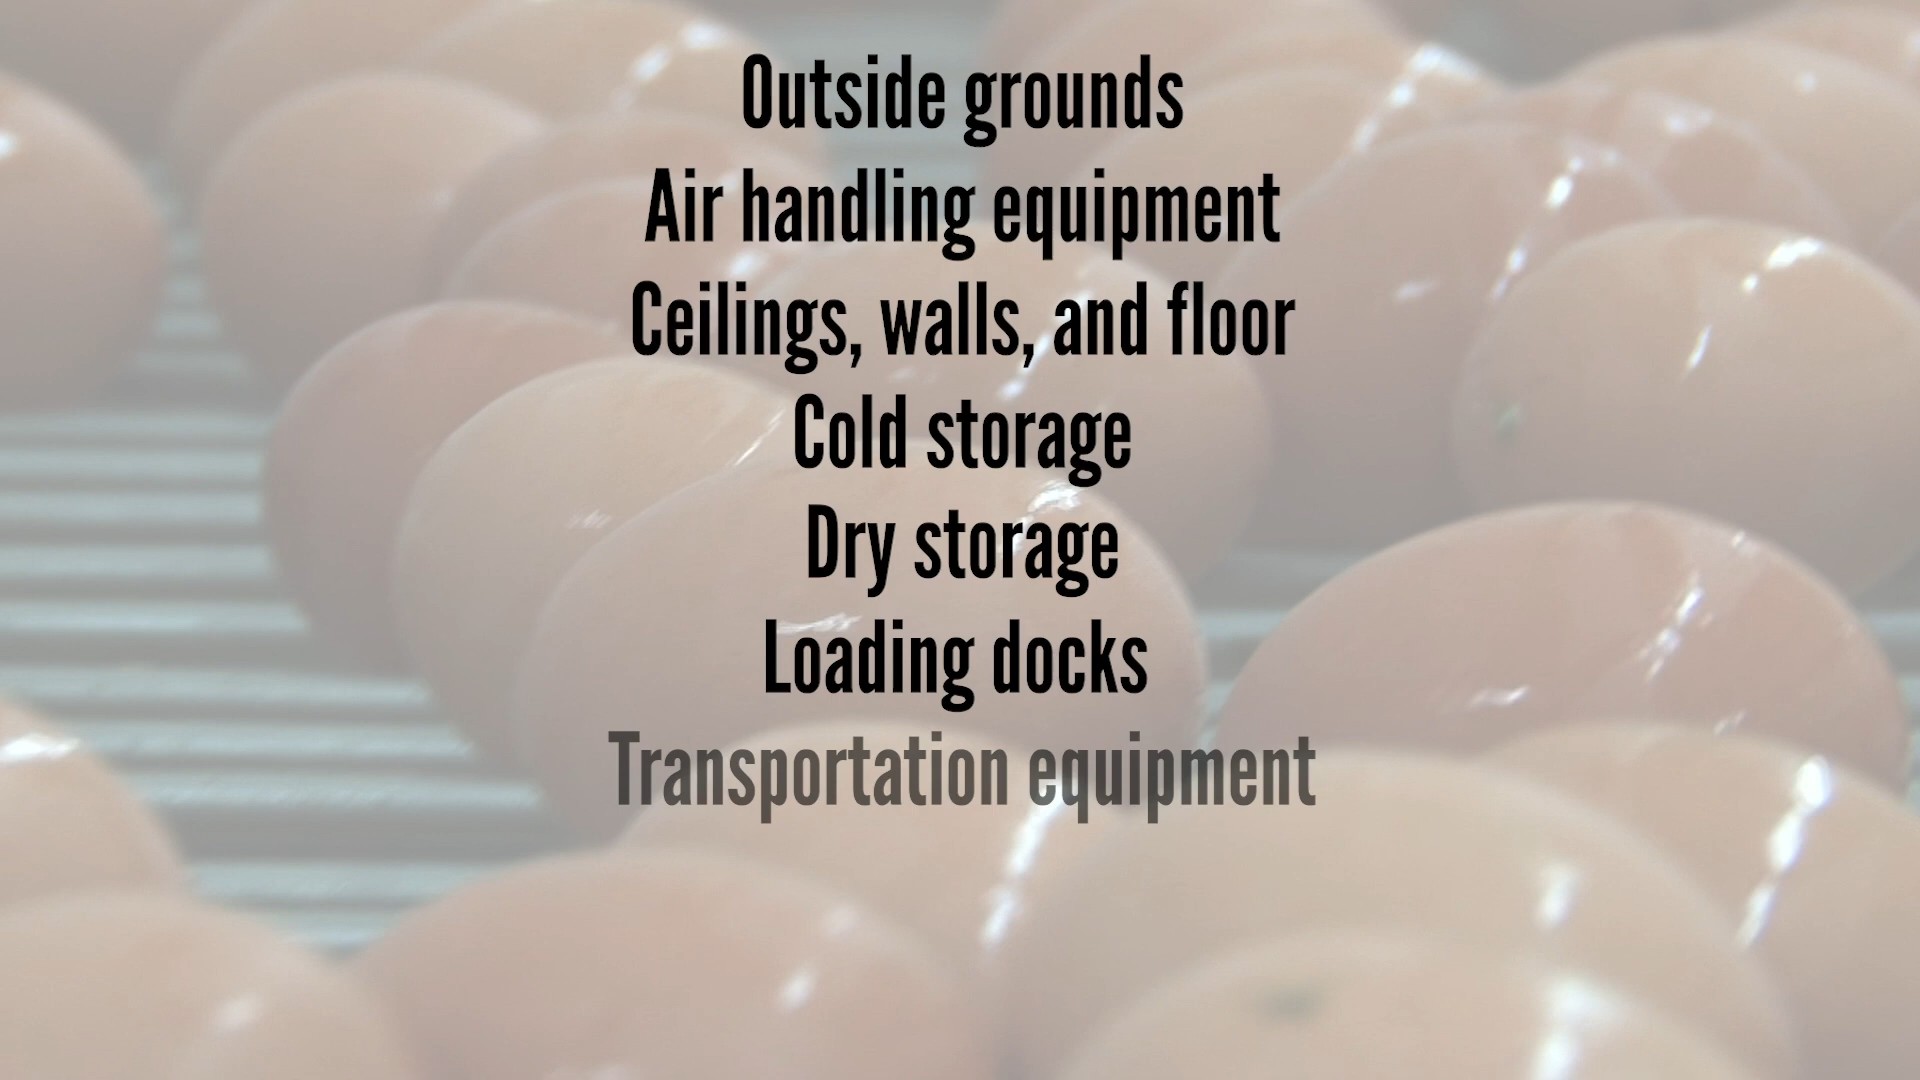 Outside grounds
Air handling equipment
Ceilings, walls, and floor
Cold storage
Dry storage
Loading docks
Transportation equipment